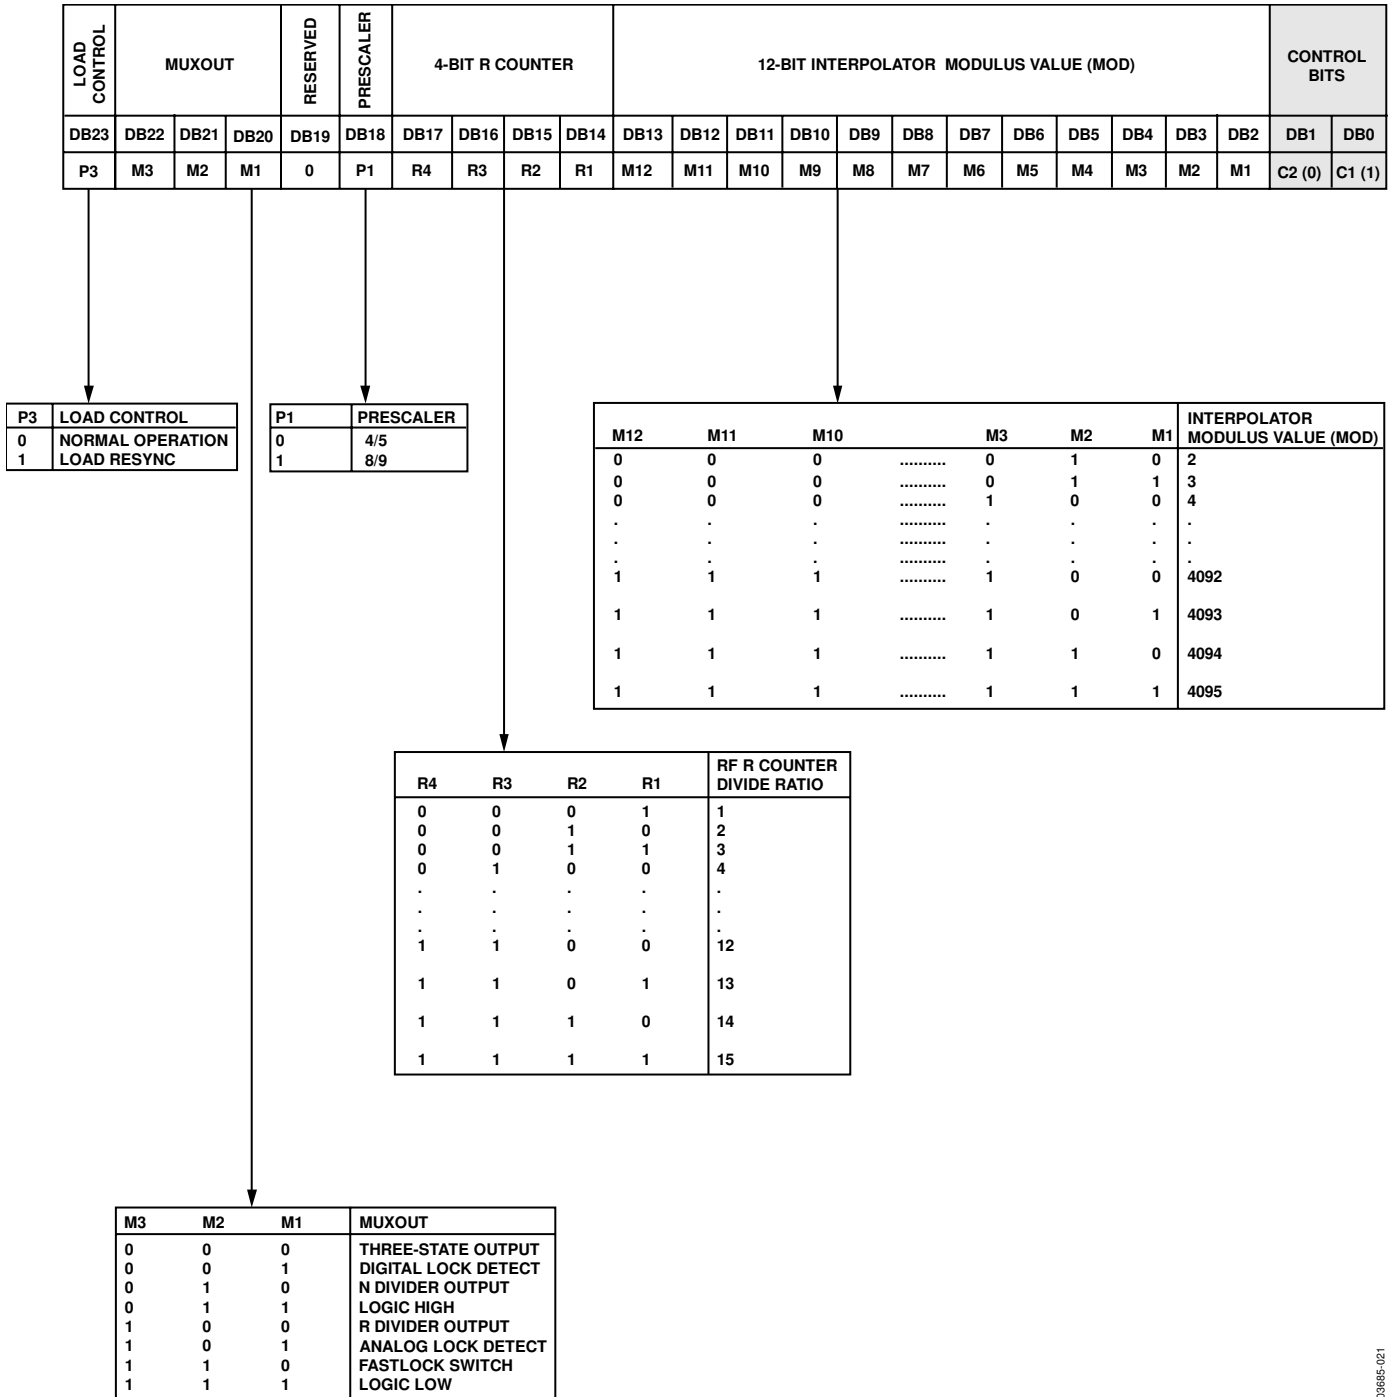 LOAD CONTROL MUXOUT RESERVED PRESCALER 4-BIT R COUNTER 12-BIT INTERPOLATOR MODULUS VALUE (MOD) CONTROL BITS
DB23 DB22 DB21 DB20 DB19 DB18 DB17 DB16 DB15 DB14 DB13 DB12 DB11 DB10 DB9 DB8 DB7 DB6 DB5 DB4 DB3 DB2 DB1 DB0
P3 M3 M2 M1 0 P1 R4 R3 R2 R1 M12 M11 M10 M9 M8 M7 M6 M5 M4 M3 M2 M1 C2 (0) C1 (1)
P3 LOAD CONTROL
0 NORMAL OPERATION
1 LOAD RESYNC
P1 PRESCALER
0 4/5
1 8/9
M12 M11 M10 M3 M2 M1 INTERPOLATOR MODULUS VALUE (MOD)
0 0 0 .......... 0 1 0 2
0 0 0 .......... 0 1 1 3
0 0 0 .......... 1 0 0 4
. . . .......... . . . .
. . . .......... . . . .
. . . .......... . . . .
1 1 1 .......... 1 0 0 4092
1 1 1 .......... 1 0 1 4093
1 1 1 .......... 1 1 0 4094
1 1 1 .......... 1 1 1 4095
R4 R3 R2 R1 RF R COUNTER DIVIDE RATIO
0 0 0 1 1
0 0 1 0 2
0 0 1 1 3
0 1 0 0 4
. . . . .
. . . . .
. . . . .
1 1 0 0 12
1 1 0 1 13
1 1 1 0 14
1 1 1 1 15
M3 M2 M1 MUXOUT
0 0 0 THREE-STATE OUTPUT
0 0 1 DIGITAL LOCK DETECT
0 1 0 N DIVIDER OUTPUT
0 1 1 LOGIC HIGH
1 0 0 R DIVIDER OUTPUT
1 0 1 ANALOG LOCK DETECT
1 1 0 FASTLOCK SWITCH
1 1 1 LOGIC LOW
03685-021